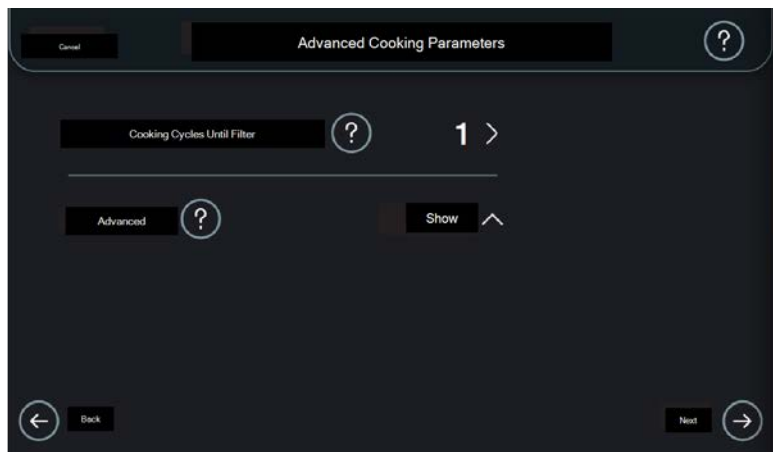 Cancel
Advanced Cooking Parameters
?
Cooking Cycles Until Filter
?
1
Advanced
?
Show
Back
Next